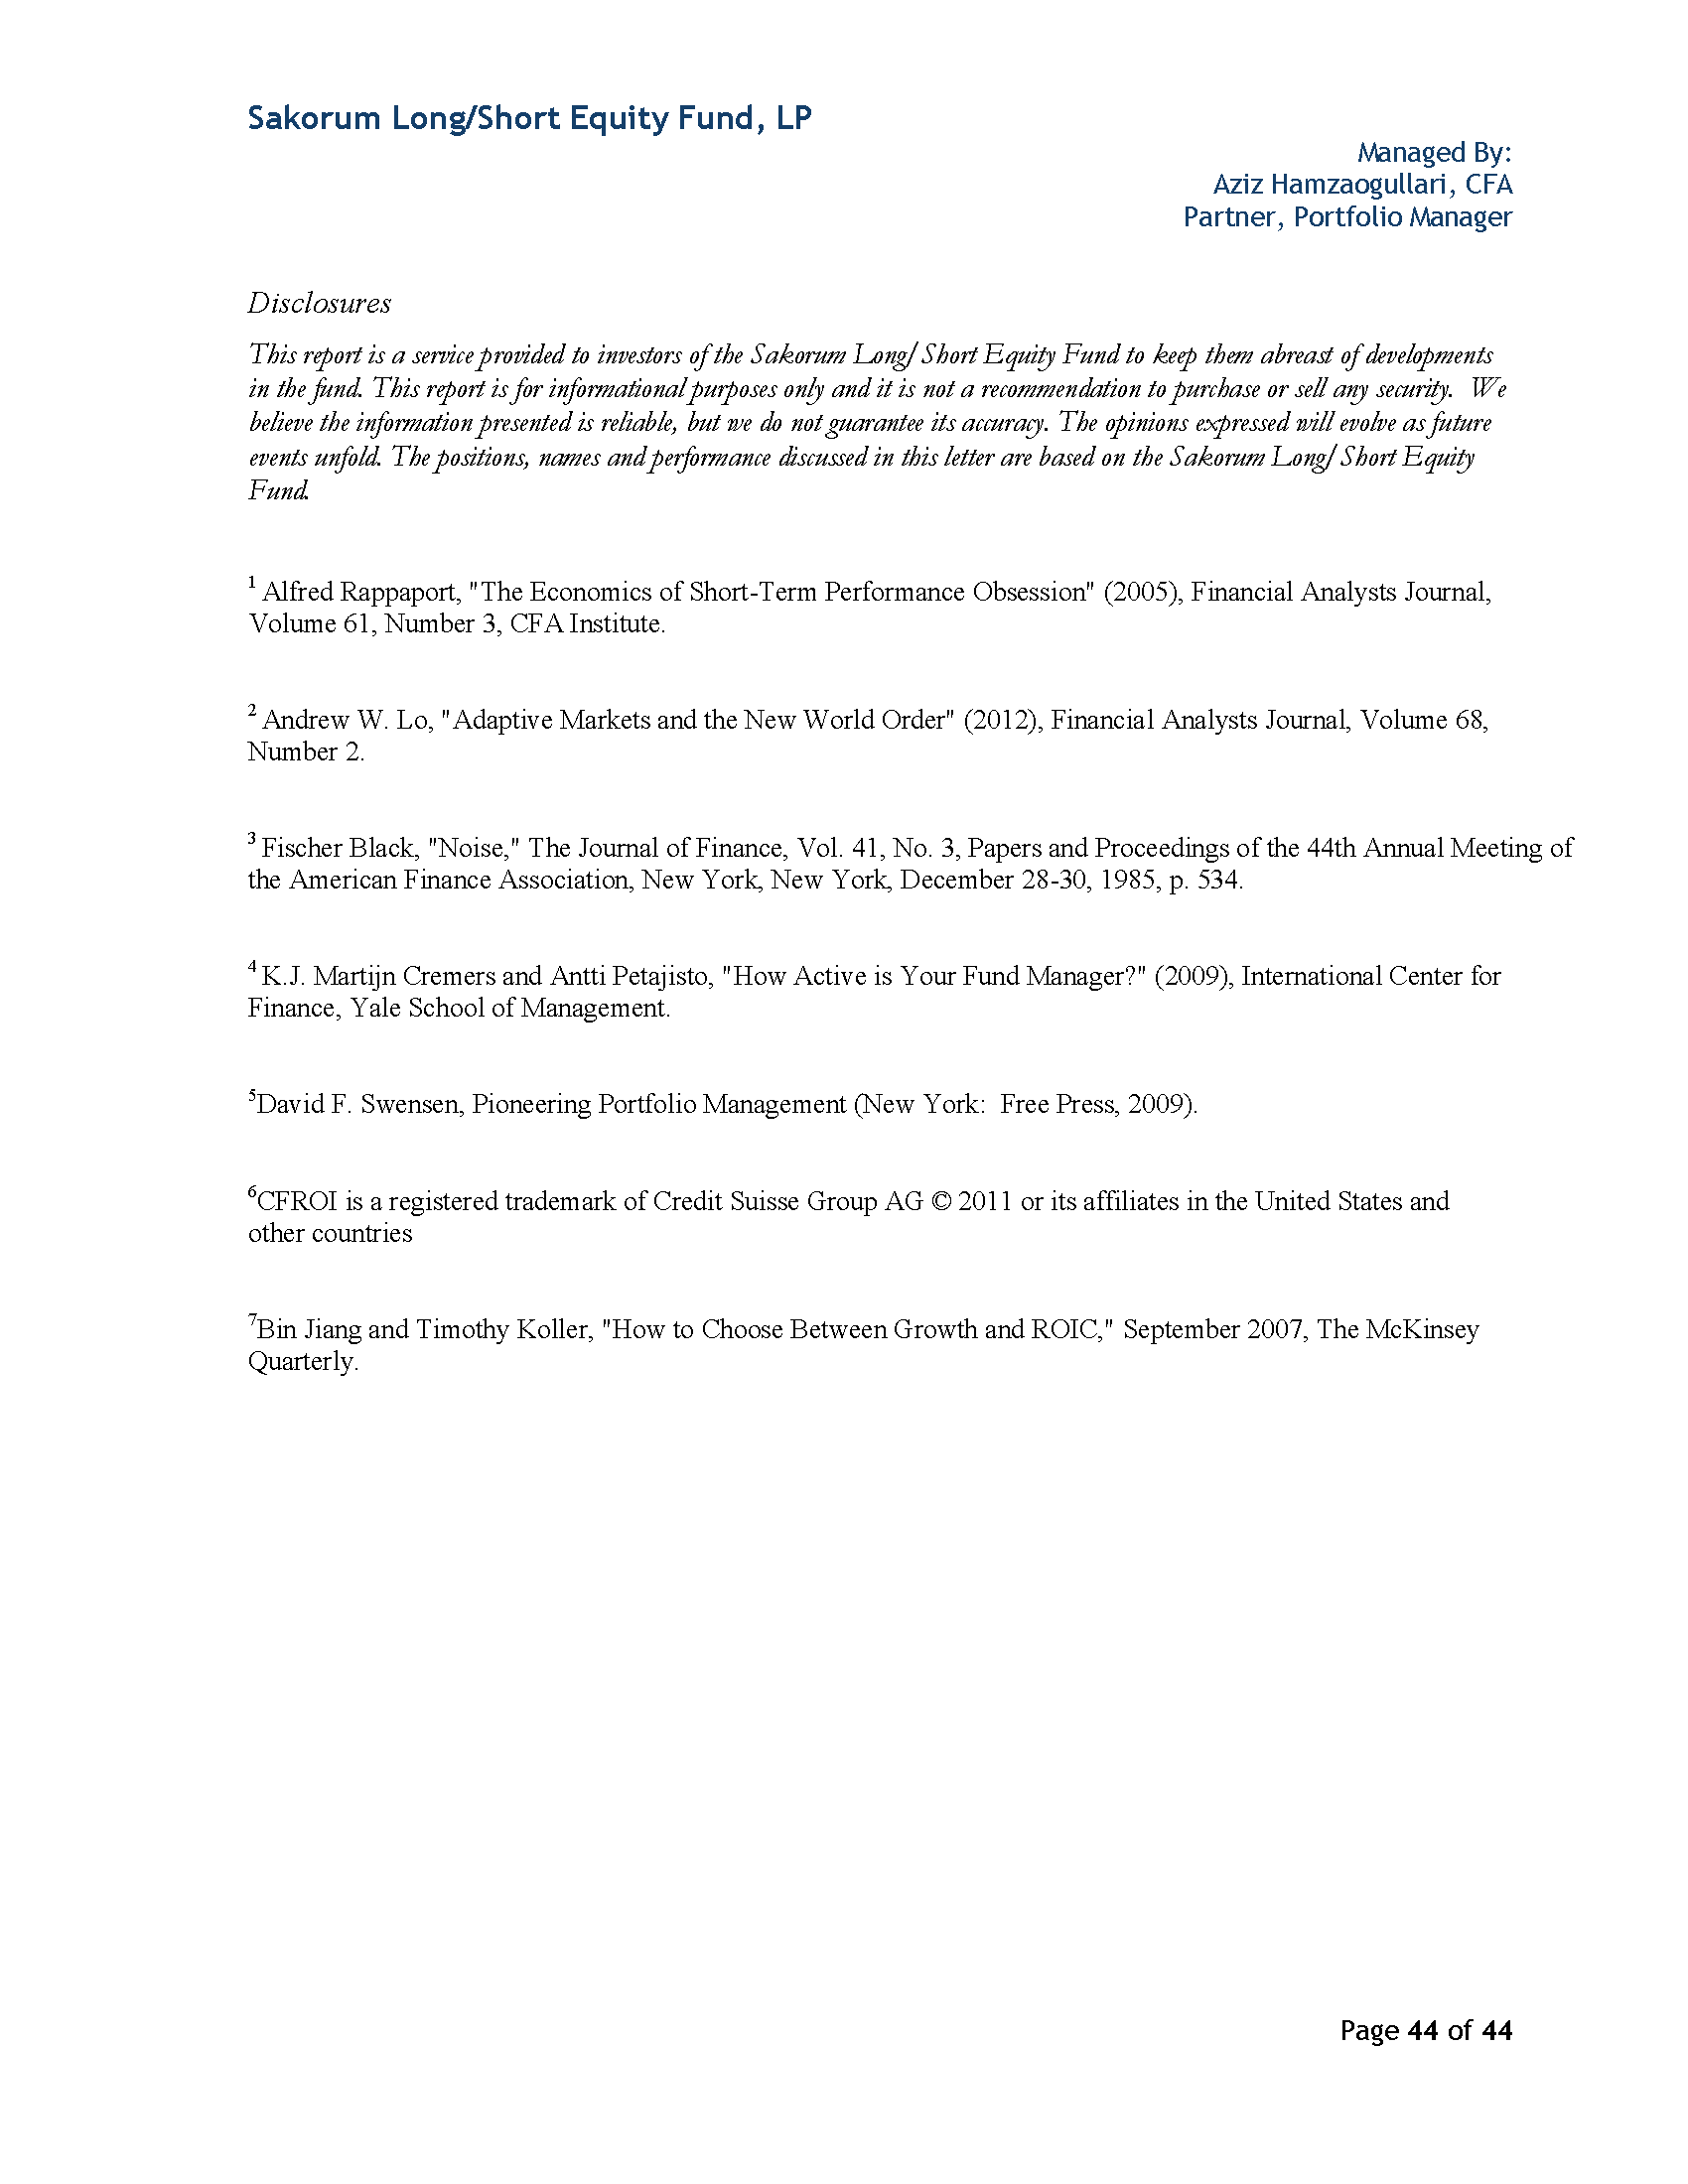 Sakorum Long/Short Equity Fund, LP
Managed By:
Aziz Hamzaogullari, CFA
Partner, Portfolio Manager
Disclosures
This report is a service provided to investors of the Sakorum Long/Short Equity Fund to keep them abreast of developments
in the fund. This report is for informational purposes only and it is not a recommendation to purchase or sell any security.  We
believe the information presented is reliable, but we do not guarantee its accuracy. The opinions expressed will evolve as future
events unfold. The positions, names and performance discussed in this letter are based on the Sakorum Long/Short Equity
Fund.
1 Alfred Rappaport, "The Economics of Short-Term Performance Obsession" (2005), Financial Analysts Journal,
Volume 61, Number 3, CFA Institute.
2 Andrew W. Lo, "Adaptive Markets and the New World Order" (2012), Financial Analysts Journal, Volume 68,
Number 2.
3 Fischer Black, "Noise," The Journal of Finance, Vol. 41, No. 3, Papers and Proceedings of the 44th Annual Meeting of
the American Finance Association, New York, New York, December 28-30, 1985, p. 534.
4 K.J. Martijn Cremers and Antti Petajisto, "How Active is Your Fund Manager?" (2009), International Center for
Finance, Yale School of Management.
5David F. Swensen, Pioneering Portfolio Management (New York:  Free Press, 2009).
6CFROI is a registered trademark of Credit Suisse Group AG © 2011 or its affiliates in the United States and
other countries
7Bin Jiang and Timothy Koller, "How to Choose Between Growth and ROIC," September 2007, The McKinsey
Quarterly.
Page 44 of 44